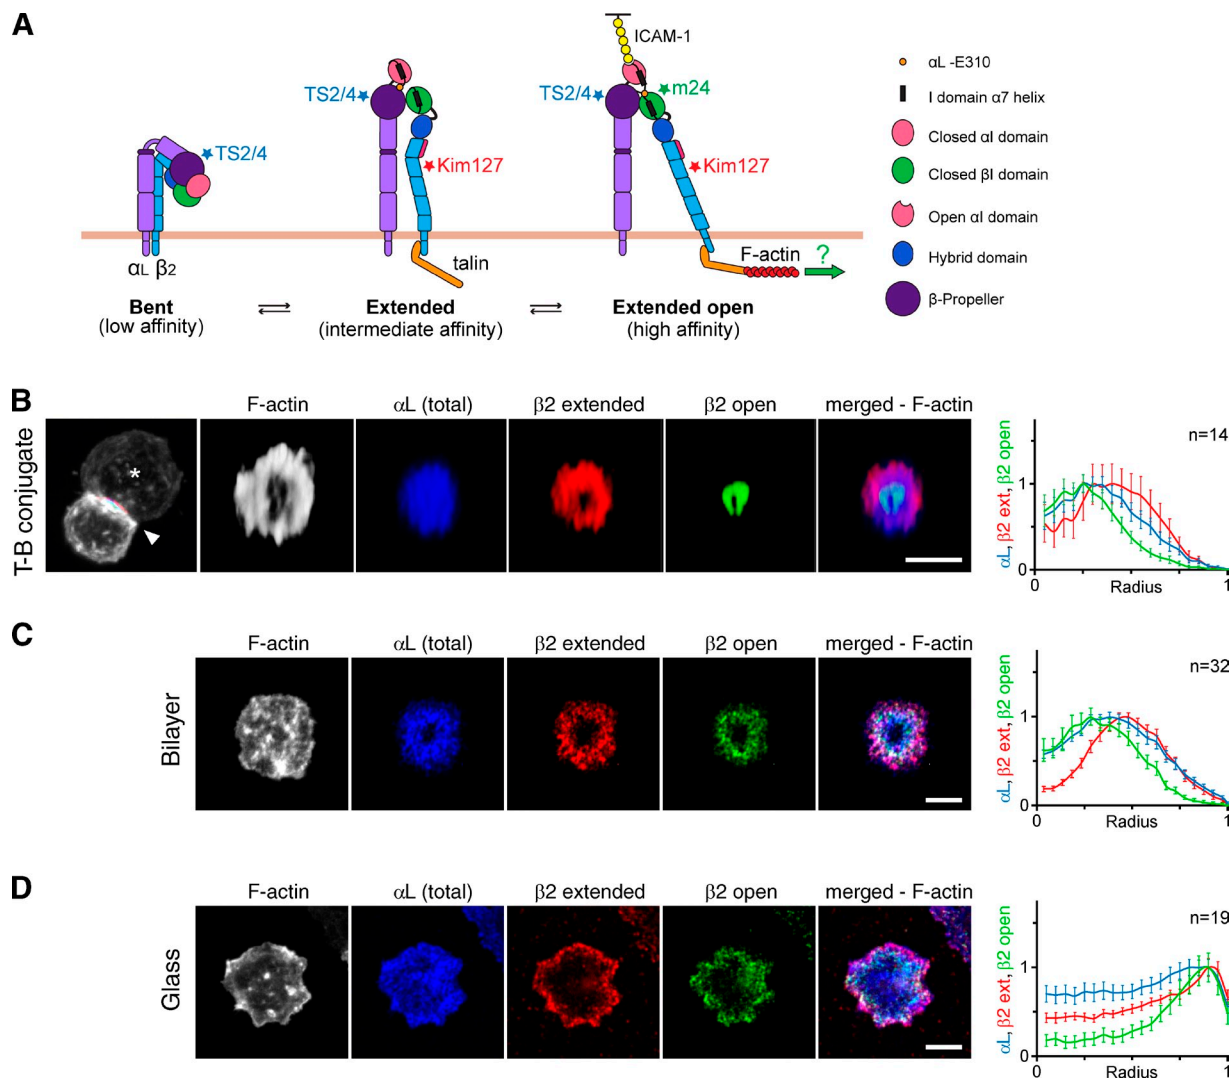 A
ICAM-1
TS2/4
TS2/4
m24
TS2/4
Kim127
Kim127
αL β2
talin
F-actin
?
Bent
(low affinity)
Extended
(intermediate affinity)
Extended open
(high affinity)
αL -E310
I domain α7 helix
Closed αI domain
Closed βI domain
Open αI domain
Hybrid domain
β-Propeller
B
F-actin
αL (total)
β2 extended
β2 open
merged - F-actin
T-B conjugate
*
αL, β2 ext, β2 open
n=14
1
0
0
Radius
1
C
F-actin
αL (total)
β2 extended
β2 open
merged - F-actin
Bilayer
αL, β2 ext, β2 open
n=32
1
0
0
Radius
1
D
F-actin
αL (total)
β2 extended
β2 open
merged - F-actin
Glass
αL, β2 ext, β2 open
n=19
1
0
0
Radius
1